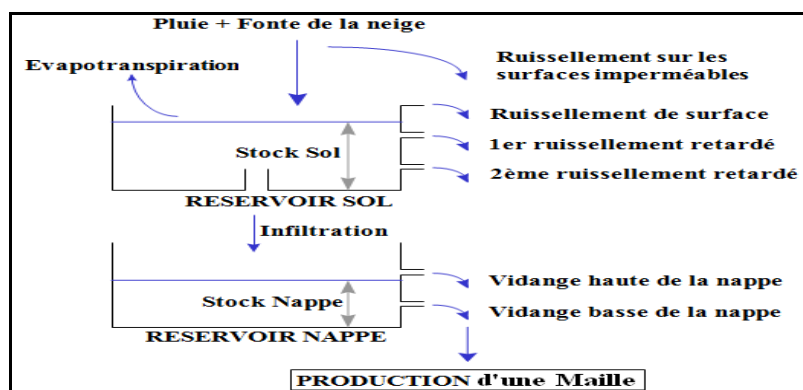 Pluie + Fonte de la neige
Evapotranspiration
Ruissellement sur les
surfaces imperméables
Ruissellement de surface
1er ruissellement retardé
Stock Sol
2ème ruissellement retardé
RESERVOIR SOL
Infiltration
Vidange haute de la nappe
Stock Nappe
Vidange basse de la nappe
RESERVOIR NAPPE
PRODUCTION d'une Maille